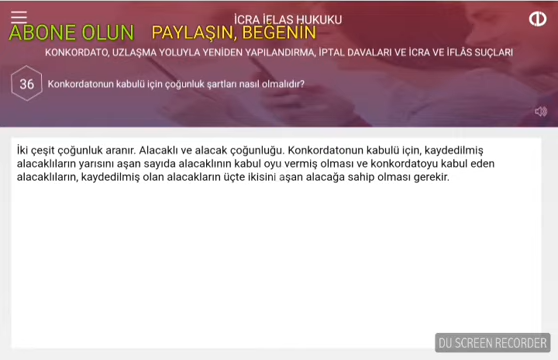 İCRA İFLAS HUKUKU
ABONE OLUN PAYLAŞIN, BEĞENİN
KONKORDATO, UZLAŞMA YOLUYLA YENİDEN YAPILANDIRMA, İPTAL DAVALARI VE İCRA VE İFLÂS SUÇLARI
36 Konkordatonun kabulü için çoğunluk şartları nasıl olmalıdır?
İki çeşit çoğunluk aranır. Alacaklı ve alacak çoğunluğu. Konkordatonun kabulü için, kaydedilmiş
alacaklıların yarısını aşan sayıda alacaklının kabul oyu vermiş olması ve konkordatoyu kabul eden
alacaklıların, kaydedilmiş olan alacakların üçte ikisini aşan alacağa sahip olması gerekir.
DU SCREEN RECORDER